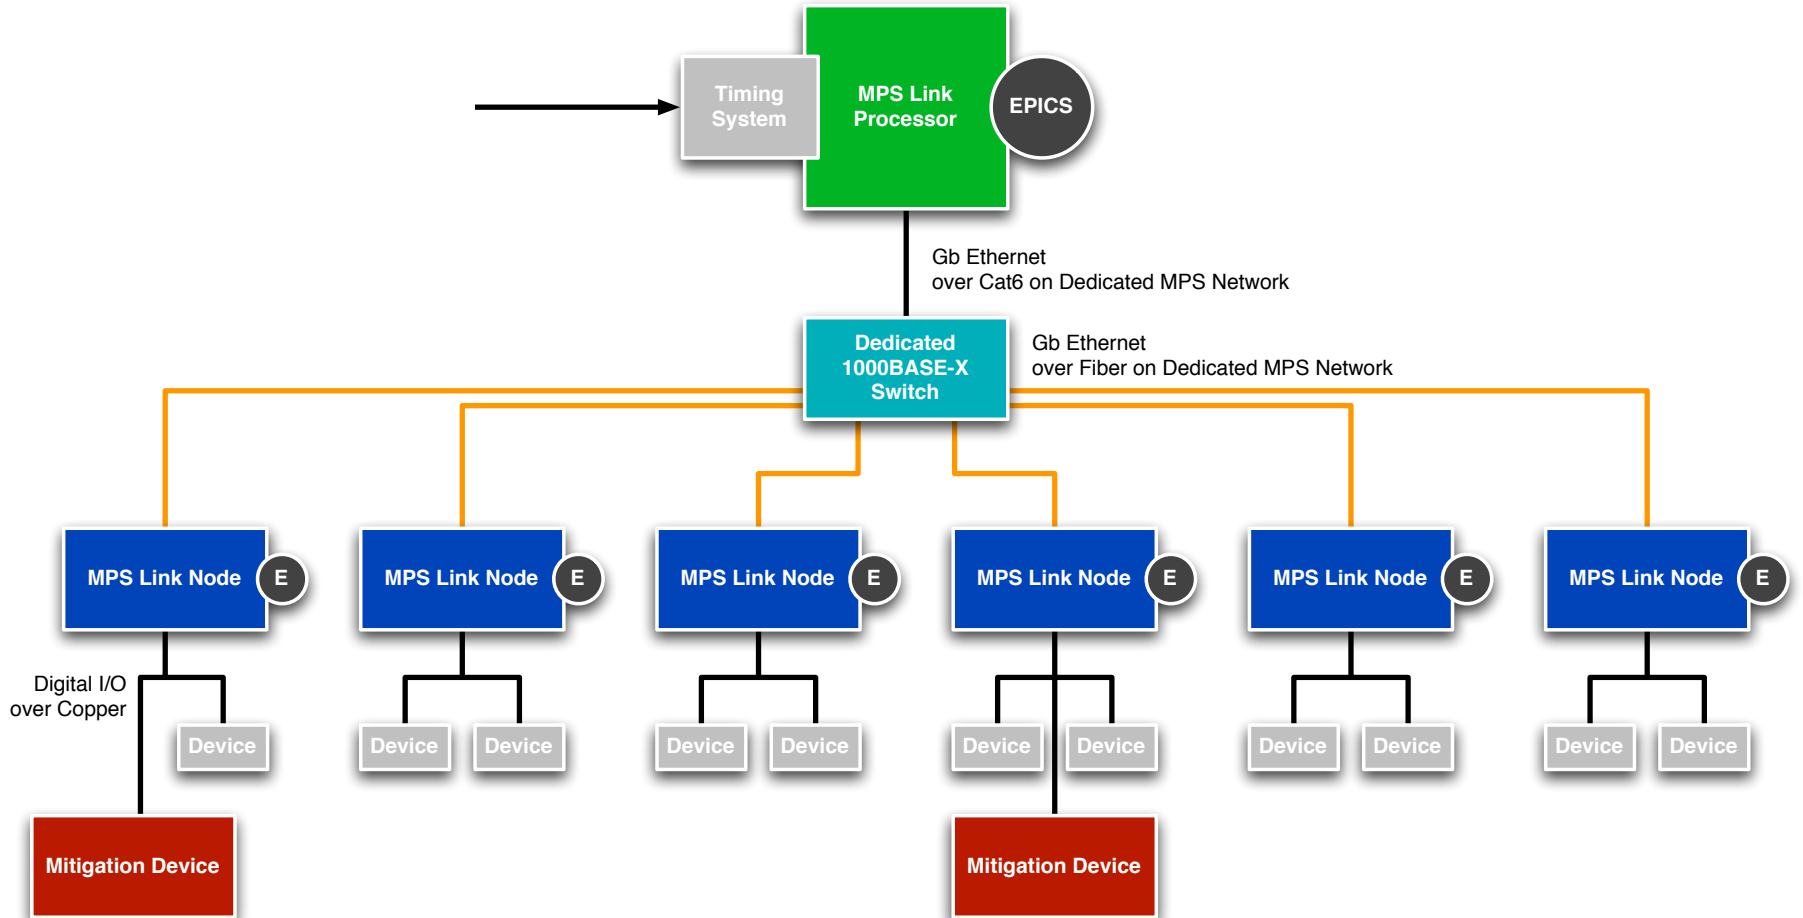 Timing
System
MPS Link
Processor
EPICS
Gb Ethernet
over Cat6 on Dedicated MPS Network
Dedicated
1000BASE-X
Switch
Gb Ethernet
over Fiber on Dedicated MPS Network
MPS Link Node
E
MPS Link Node
E
MPS Link Node
E
MPS Link Node
E
MPS Link Node
E
MPS Link Node
E
Digital I/O
over Copper
Device
Device
Device
Device
Device
Device
Device
Device
Device
Device
Device
Mitigation Device
Mitigation Device